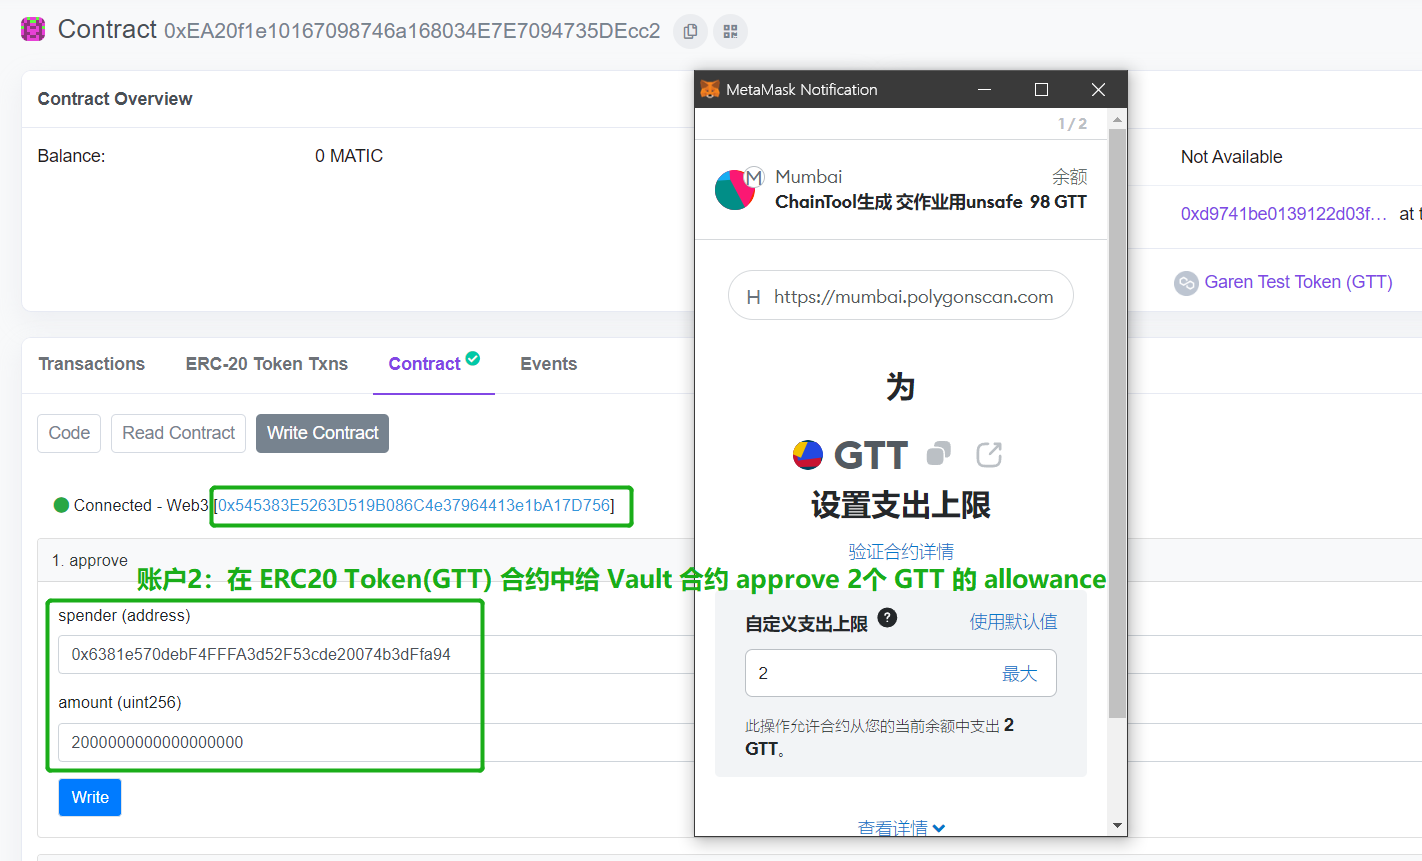 Contract 0xEA20f1e10167098746a168034E7E7094735DEcc2
Contract Overview
Balance:
0 MATIC
Not Available
0xd9741be0139122d03f...
at t
Garen Test Token (GTT)
Transactions
ERC-20 Token Txns
Contract
Events
Code
Read Contract
Write Contract
Connected - Web3 [0x545383E5263D519B086C4e37964413e1bA17D756]
1. approve
账户2：在 ERC20 Token(GTT) 合约中给 Vault 合约 approve 2个 GTT 的 allowance
spender (address)
0x6381e570debF4FFFA3d52F53cde20074b3dFfa94
amount (uint256)
2000000000000000000
Write
MetaMask Notification
1 / 2
M
Mumbai
余额
ChainTool生成 交作业用unsafe
98 GTT
H
https://mumbai.polygonscan.com
为
GTT
设置支出上限
验证合约详情
自定义支出上限
?
使用默认值
2
最大
此操作允许合约从您的当前余额中支出 2
GTT。
查看详情